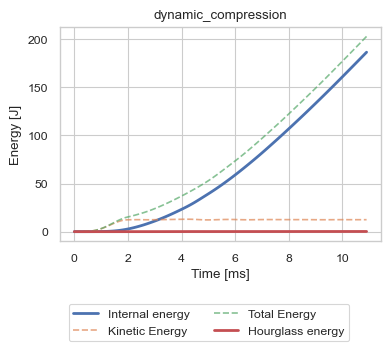 dynamic_compression
200
150
100
50
0
Energy [J]
0 2 4 6 8 10
Time [ms]
Internal energy Total Energy
Kinetic Energy Hourglass energy